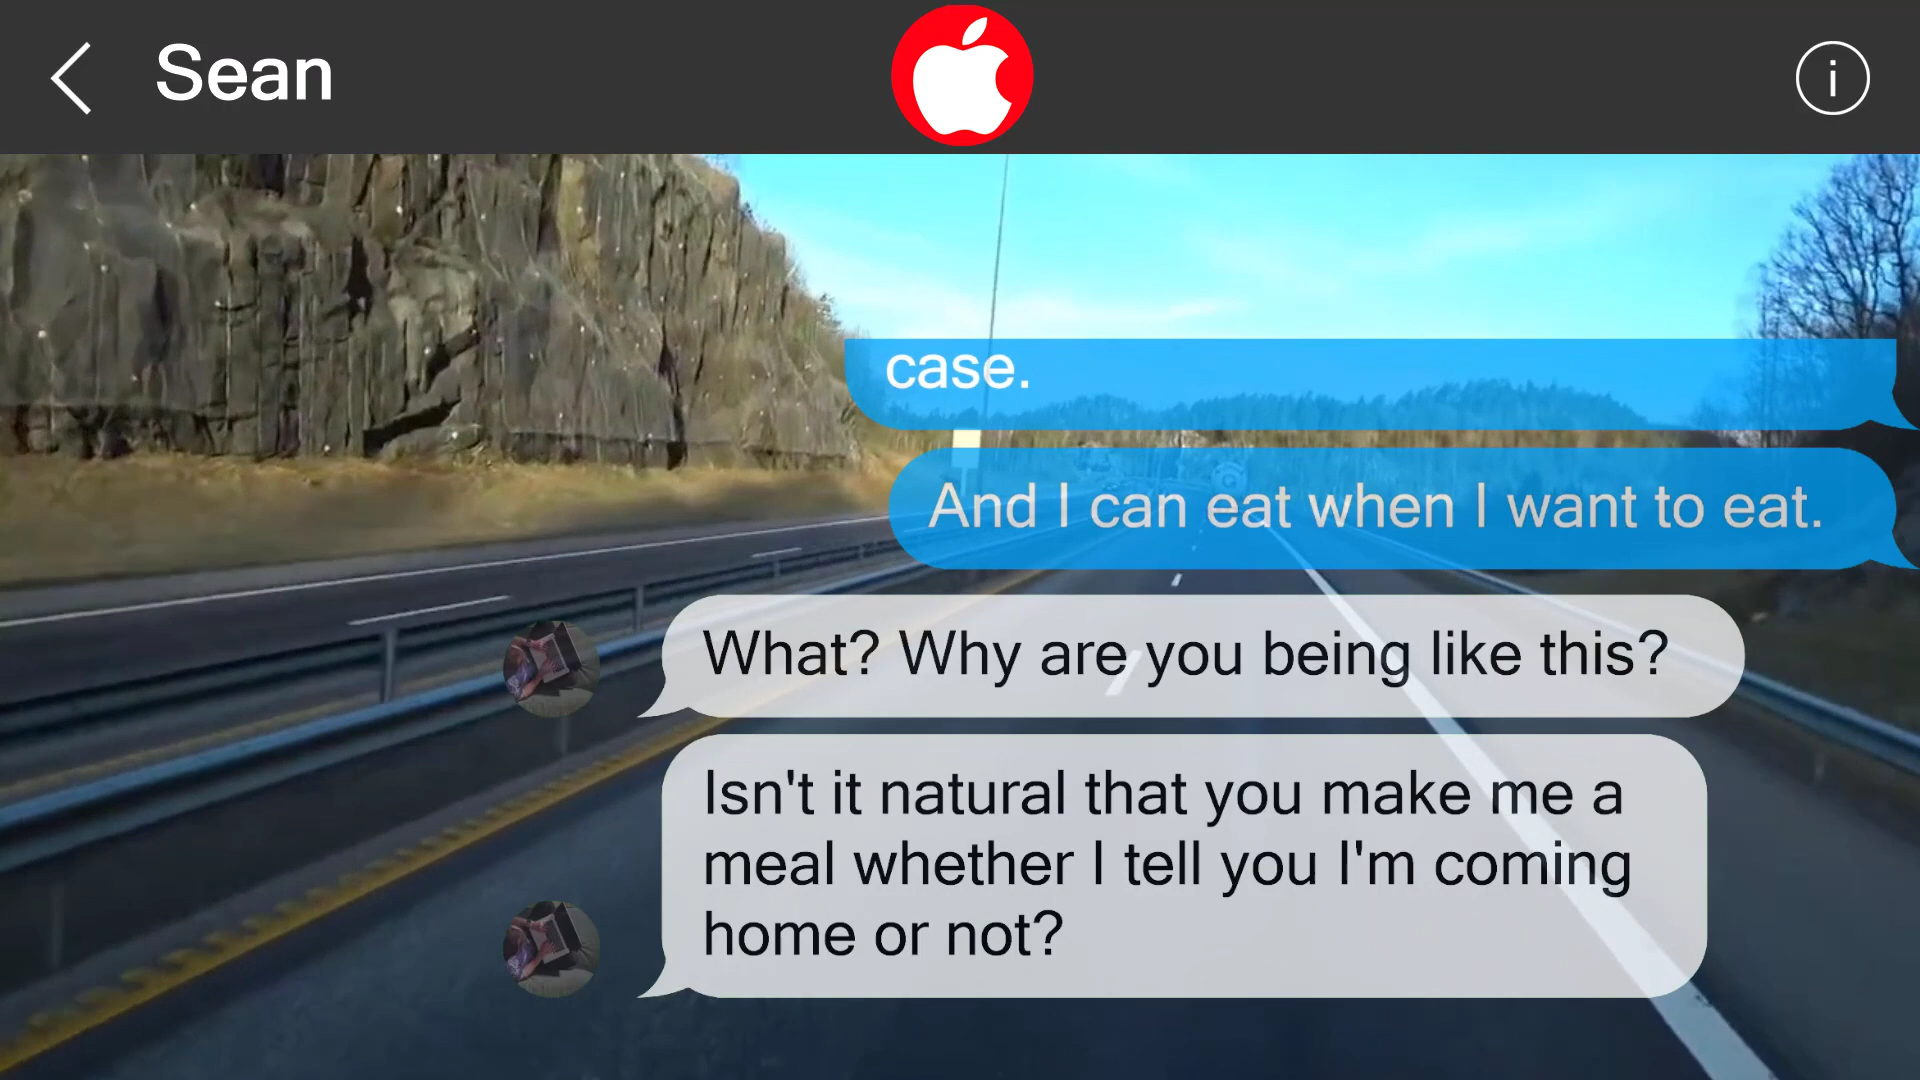 Sean
case.
And I can eat when I want to eat.
What? Why are you being like this?
Isn't it natural that you make me a
meal whether I tell you I'm coming
home or not?